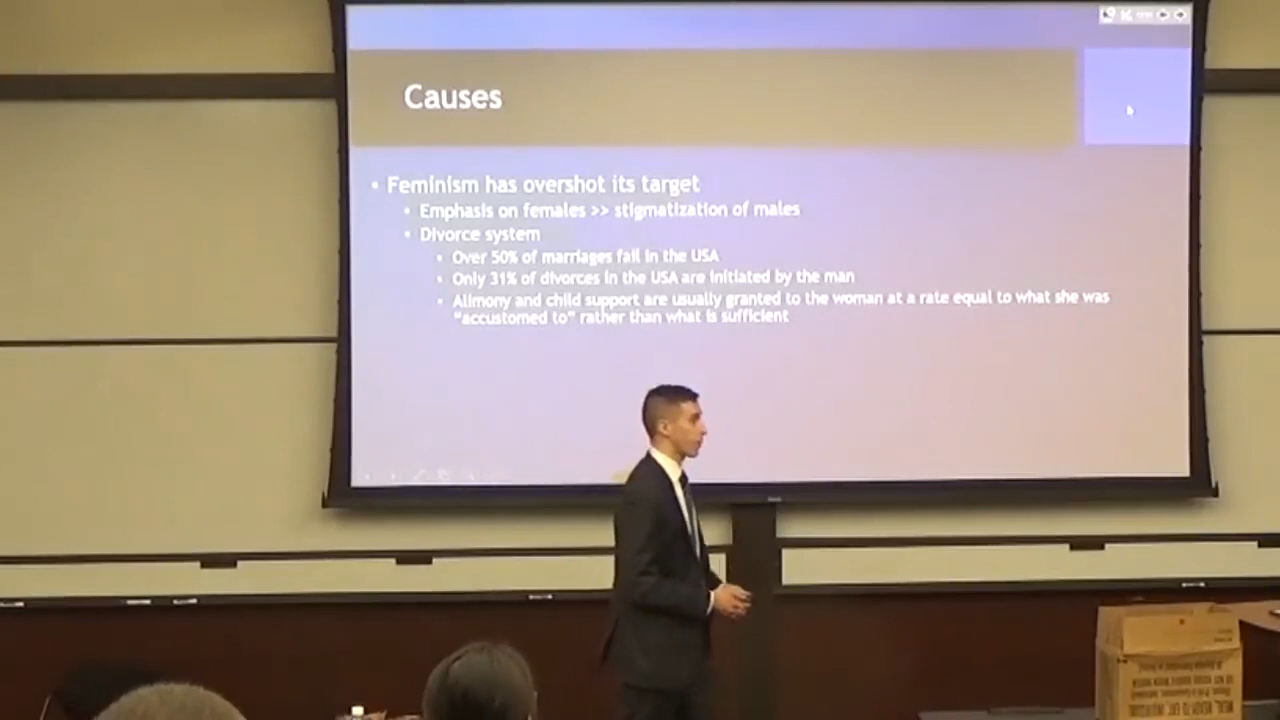 Causes
• Feminism has overshot its target
• Emphasis on females >> stigmatization of males
• Divorce system
• Over 50% of marriages fail in the USA
• Only 31% of divorces in the USA are initiated by the man
• Alimony and child support are usually granted to the woman at a rate equal to what she was
"accustomed to" rather than what is sufficient